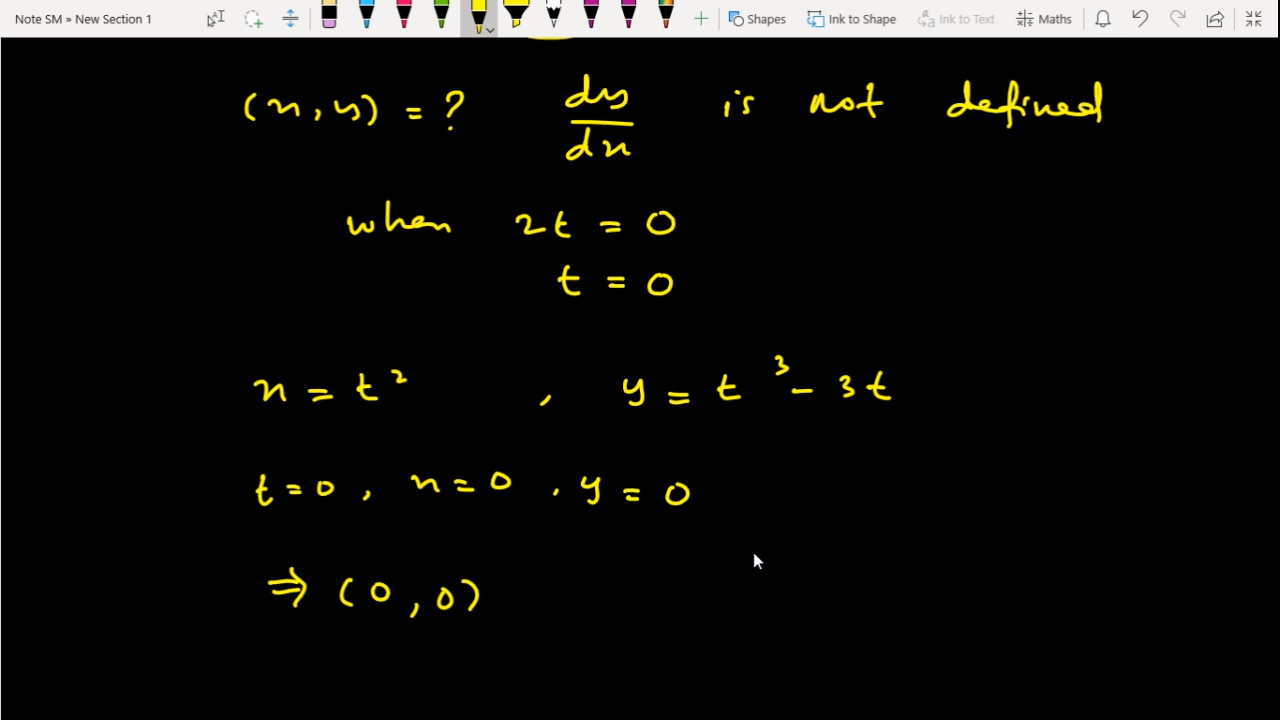 Note SM » New Section 1 Shapes Ink to Shape Ink to Text Maths
(x, y) = ? dy/dx is not defined
when 2t = 0
t = 0
x = t² , y = t³ - 3t
t = 0 , x = 0 , y = 0
⇒ (0, 0)